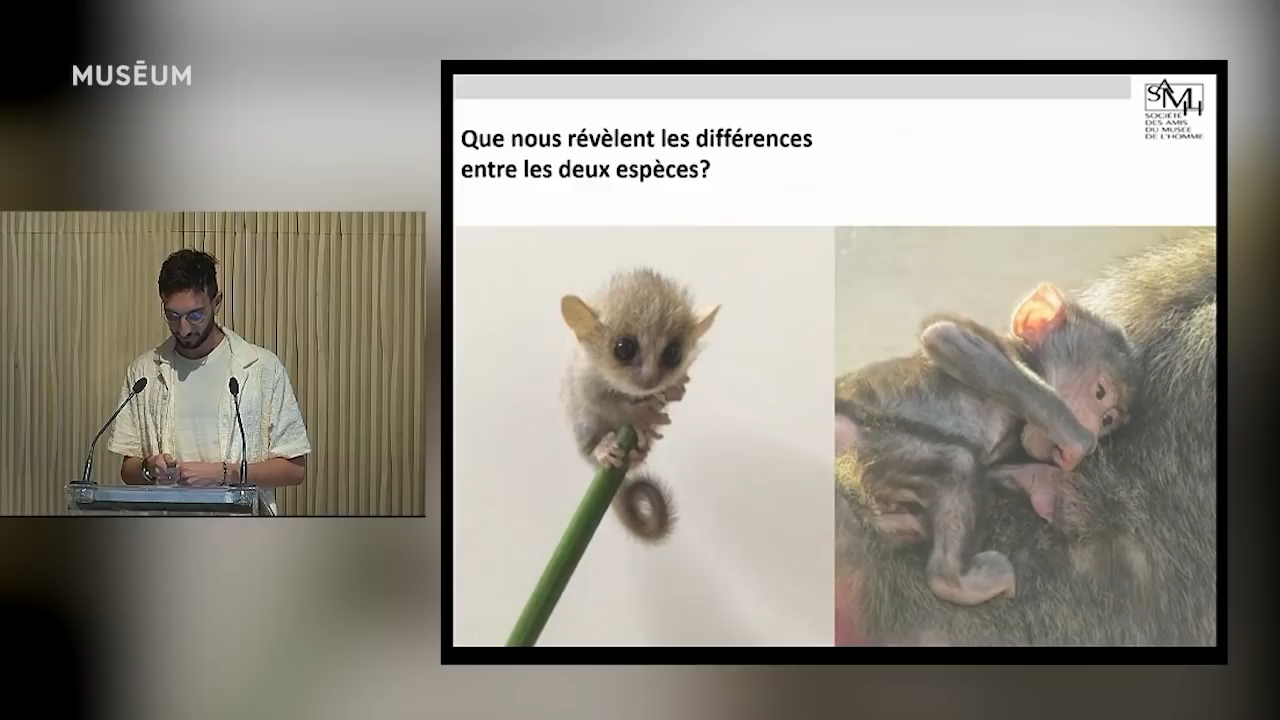 MUSĒUM
SAMH
SOCIÉTÉ
DES AMIS
DU MUSÉE
DE L'HOMME
Que nous révèlent les différences
entre les deux espèces?